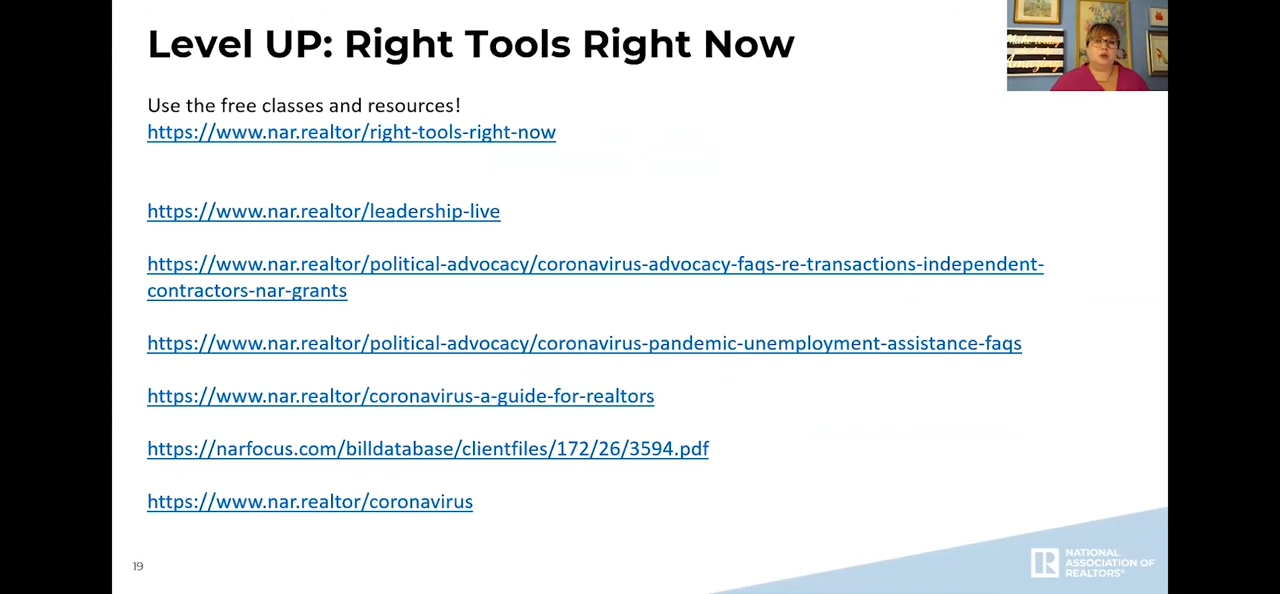 Level UP: Right Tools Right Now
Use the free classes and resources!
https://www.nar.realtor/right-tools-right-now
https://www.nar.realtor/leadership-live
https://www.nar.realtor/political-advocacy/coronavirus-advocacy-faqs-re-transactions-independent-
contractors-nar-grants
https://www.nar.realtor/political-advocacy/coronavirus-pandemic-unemployment-assistance-faqs
https://www.nar.realtor/coronavirus-a-guide-for-realtors
https://narfocus.com/billdatabase/clientfiles/172/26/3594.pdf
https://www.nar.realtor/coronavirus
19
NATIONAL
ASSOCIATION OF
REALTORS®